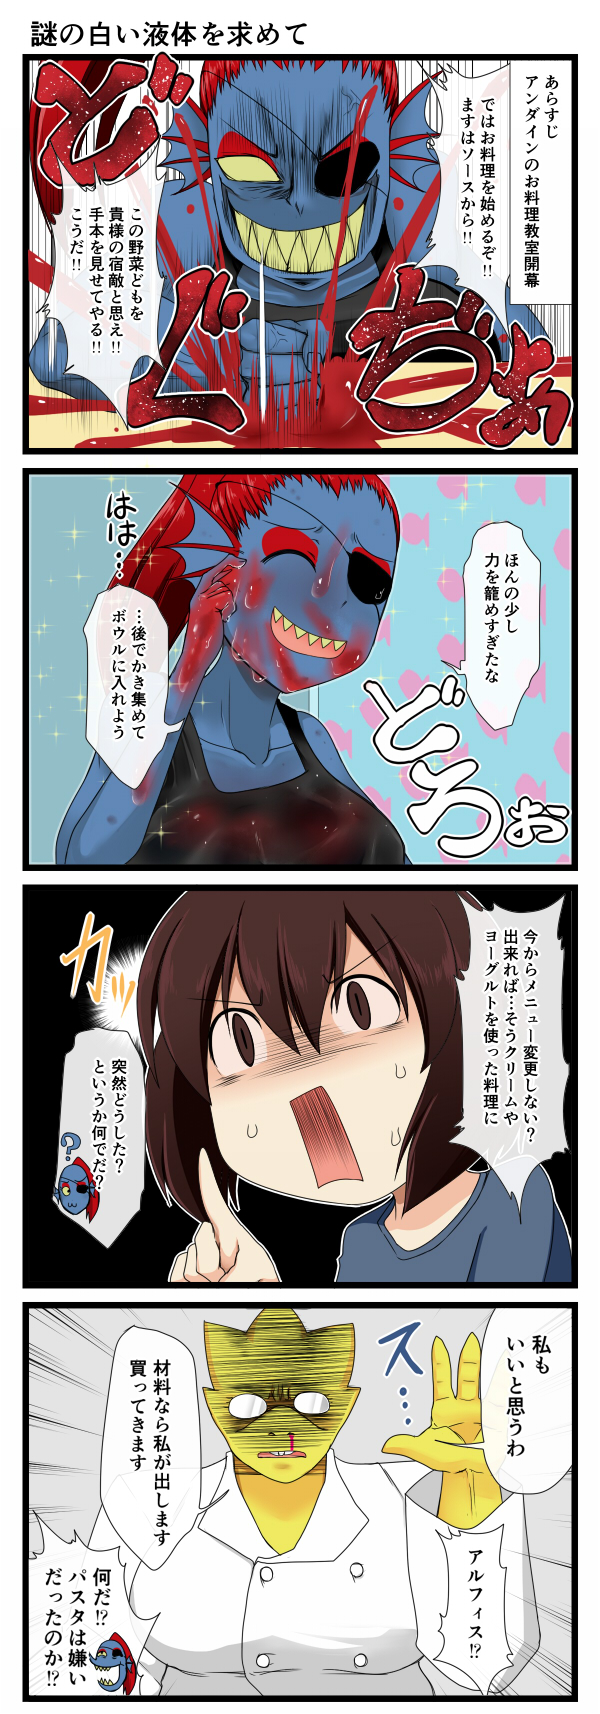 謎の白い液体を求めて
あらすじ
アンダインのお料理教室開幕
ではお料理を始めるぞ!!
まずはソースから!!
この野菜どもを
貴様の宿敵と思え!!
手本を見せてやる!!
こうだ!!
どぐぢぁ
ほんの少し
力を籠めすぎたな
はは…
…後でかき集めて
ボウルに入れよう
どろぉ
今からメニュー変更しない?
出来れば…そうクリームや
ヨーグルトを使った料理に
カッ
突然どうした?
というか何でだ?
?
私も
いいと思うわ
ス…
材料なら私が出します
買ってきます
アルフィス!?
何だ!?
パスタは嫌い
だったのか!?